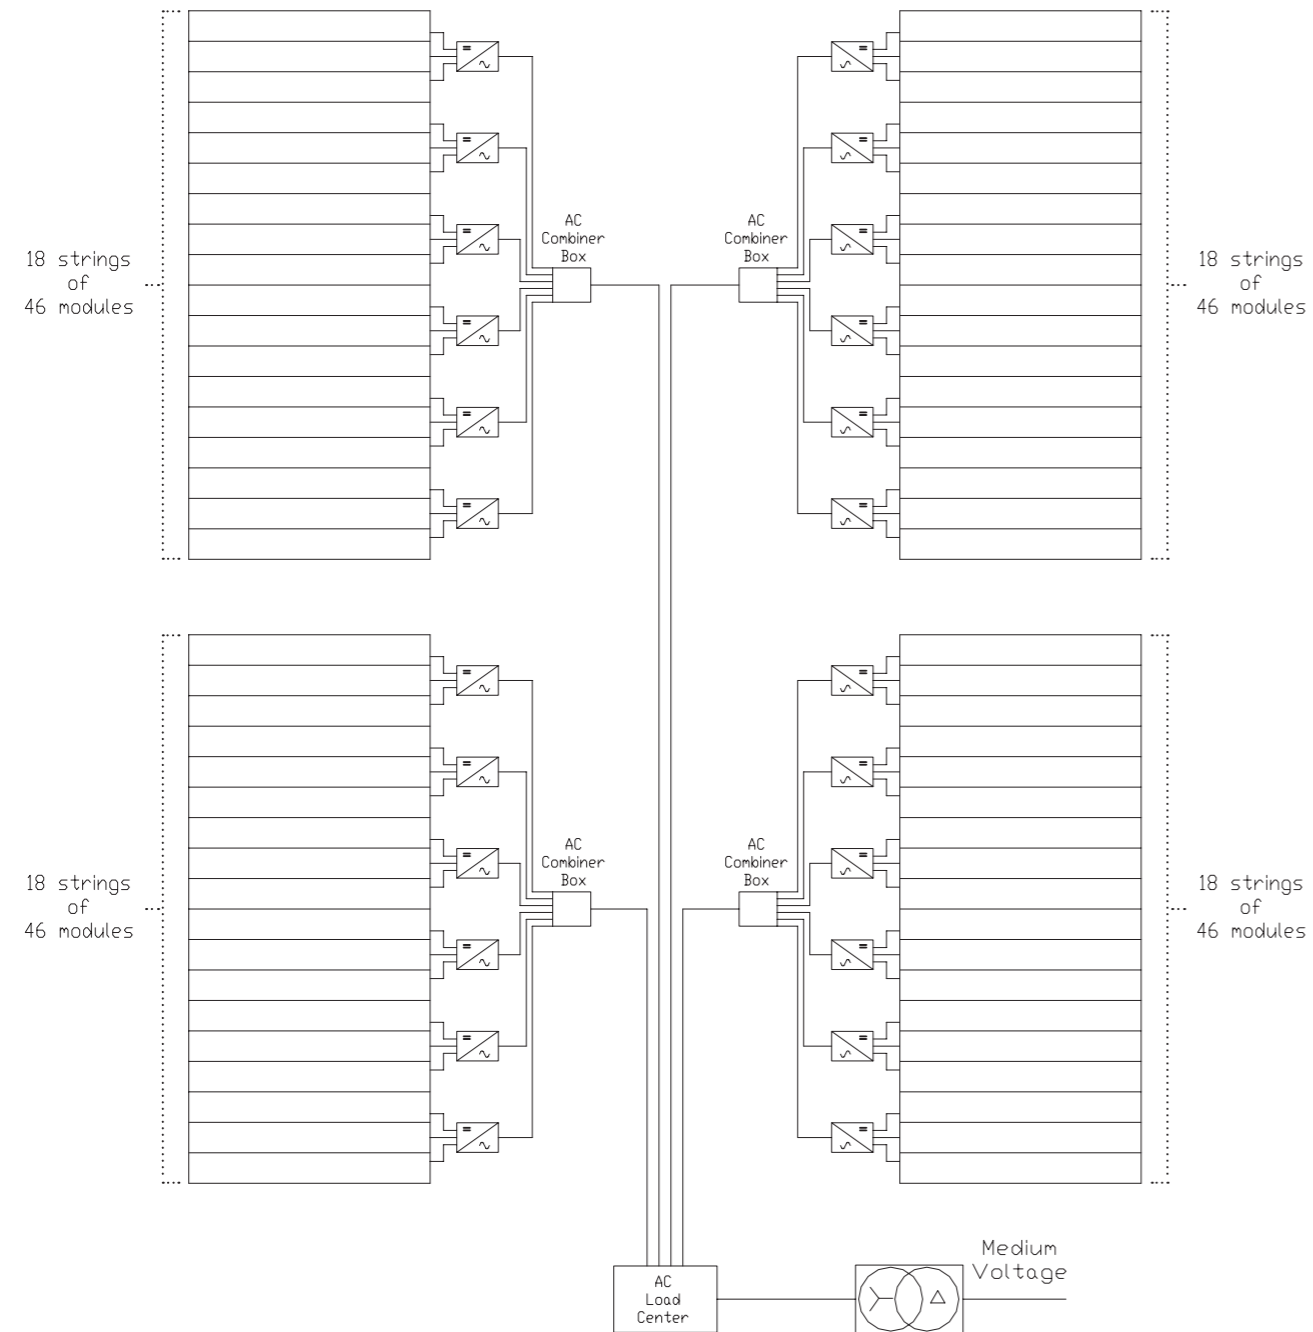 AC
Combiner
Box
AC
Combiner
Box
18 strings
of
46 modules
18 strings
of
46 modules
AC
Combiner
Box
AC
Combiner
Box
18 strings
of
46 modules
18 strings
of
46 modules
Medium
Voltage
AC
Load
Center